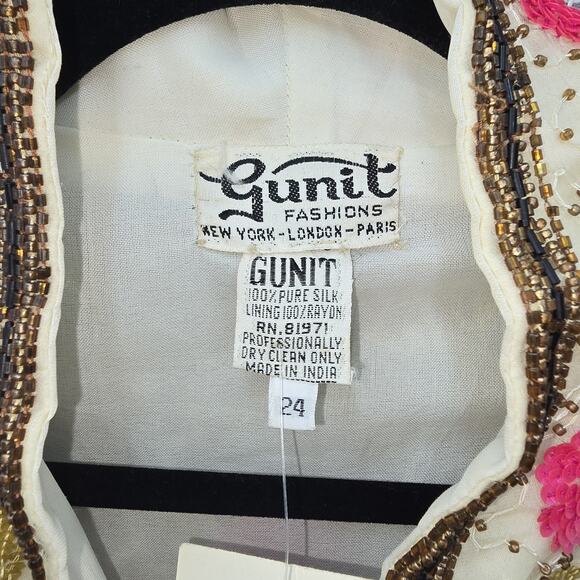 Gunit
FASHIONS
NEW YORK-LONDON-PARIS
GUNIT
100% PURE SILK
LINING 100% RAYON
RN.81971
PROFESSIONALLY
DRY CLEAN ONLY
MADE IN INDIA
24